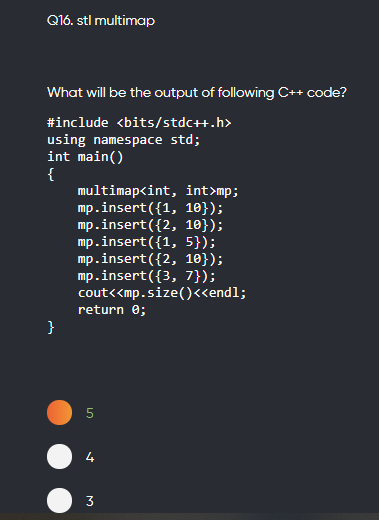 Q16. stl multimap
What will be the output of following C++ code?
#include <bits/stdc++.h>
using namespace std;
int main()
{
    multimap<int, int>mp;
    mp.insert({1, 10});
    mp.insert({2, 10});
    mp.insert({1, 5});
    mp.insert({2, 10});
    mp.insert({3, 7});
    cout<<mp.size()<<endl;
    return 0;
}
5
4
3